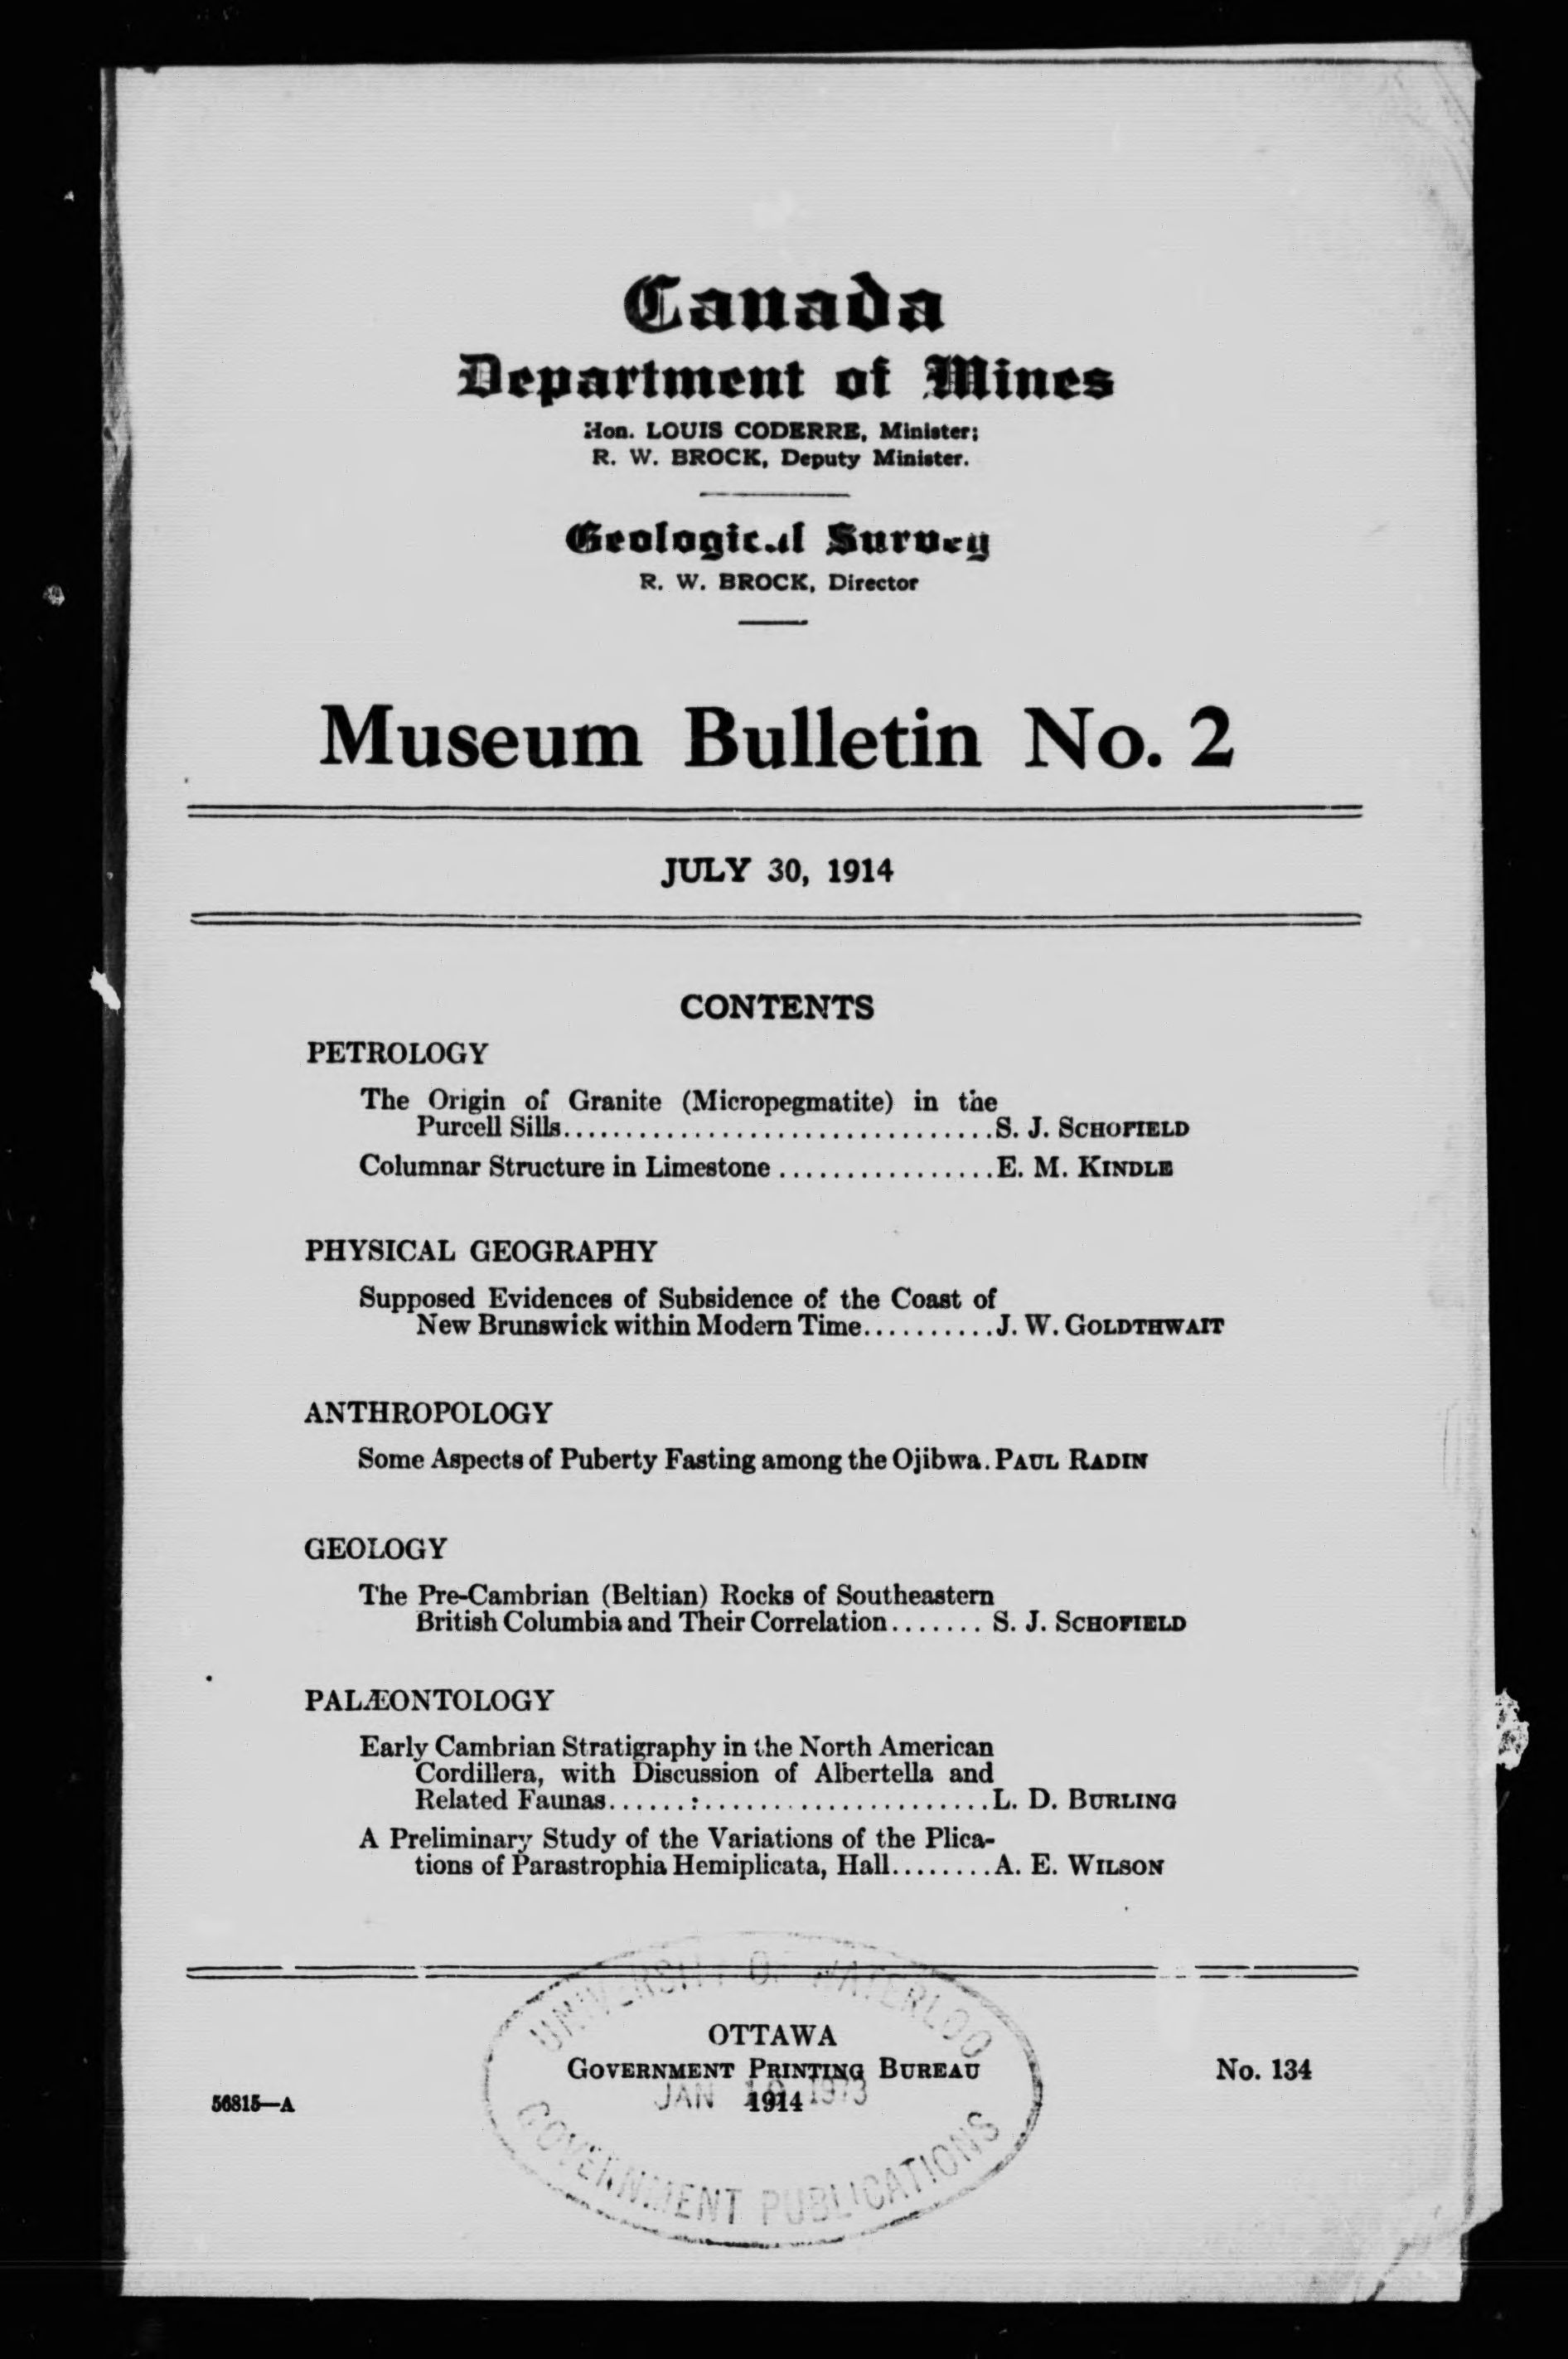 Canada
Department of Mines
Hon. LOUIS CODERRE, Minister;
R. W. BROCK, Deputy Minister.
Geological Survey
R. W. BROCK, Director
Museum Bulletin No. 2
JULY 30, 1914
CONTENTS
PETROLOGY
The Origin of Granite (Micropegmatite) in the
Purcell Sills..................................S. J. SCHOFIELD
Columnar Structure in Limestone ................E. M. KINDLE
PHYSICAL GEOGRAPHY
Supposed Evidences of Subsidence of the Coast of
New Brunswick within Modern Time..........J. W. GOLDTHWAIT
ANTHROPOLOGY
Some Aspects of Puberty Fasting among the Ojibwa. PAUL RADIN
GEOLOGY
The Pre-Cambrian (Beltian) Rocks of Southeastern
British Columbia and Their Correlation....... S. J. SCHOFIELD
PALÆONTOLOGY
Early Cambrian Stratigraphy in the North American
Cordillera, with Discussion of Albertella and
Related Faunas......:.......................L. D. BURLING
A Preliminary Study of the Variations of the Plica-
tions of Parastrophia Hemiplicata, Hall........A. E. WILSON
UNIVERSITY OF WATERLOO
OTTAWA
GOVERNMENT PRINTING BUREAU
No. 134
JAN 1973
1914
56815—A
GOVERNMENT PUBLICATIONS